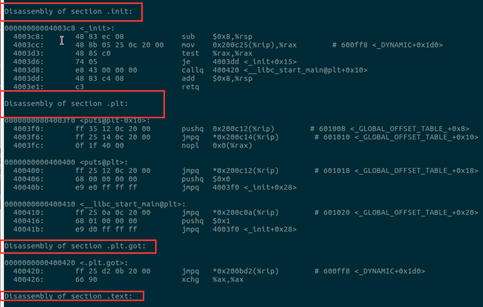 Disassembly of section .init:
00000000004003c8 <_init>:
4003c8: 48 83 ec 08 sub $0x8,%rsp
4003cc: 48 8b 05 25 0c 20 00 mov 0x200c25(%rip),%rax # 600ff8 <_DYNAMIC+0x1d0>
4003d3: 48 85 c0 test %rax,%rax
4003d6: 74 05 je 4003dd <_init+0x15>
4003d8: e8 43 00 00 00 callq 400420 <__libc_start_main@plt+0x10>
4003dd: 48 83 c4 08 add $0x8,%rsp
4003e1: c3 retq
Disassembly of section .plt:
00000000004003f0 <puts@plt-0x10>:
4003f0: ff 35 12 0c 20 00 pushq 0x200c12(%rip) # 601008 <_GLOBAL_OFFSET_TABLE_+0x8>
4003f6: ff 25 14 0c 20 00 jmpq *0x200c14(%rip) # 601010 <_GLOBAL_OFFSET_TABLE_+0x10>
4003fc: 0f 1f 40 00 nopl 0x0(%rax)
0000000000400400 <puts@plt>:
400400: ff 25 12 0c 20 00 jmpq *0x200c12(%rip) # 601018 <_GLOBAL_OFFSET_TABLE_+0x18>
400406: 68 00 00 00 00 pushq $0x0
40040b: e9 e0 ff ff ff jmpq 4003f0 <_init+0x28>
0000000000400410 <__libc_start_main@plt>:
400410: ff 25 0a 0c 20 00 jmpq *0x200c0a(%rip) # 601020 <_GLOBAL_OFFSET_TABLE_+0x20>
400416: 68 01 00 00 00 pushq $0x1
40041b: e9 d0 ff ff ff jmpq 4003f0 <_init+0x28>
Disassembly of section .plt.got:
0000000000400420 <.plt.got>:
400420: ff 25 d2 0b 20 00 jmpq *0x200bd2(%rip) # 600ff8 <_DYNAMIC+0x1d0>
400426: 66 90 xchg %ax,%ax
Disassembly of section .text: